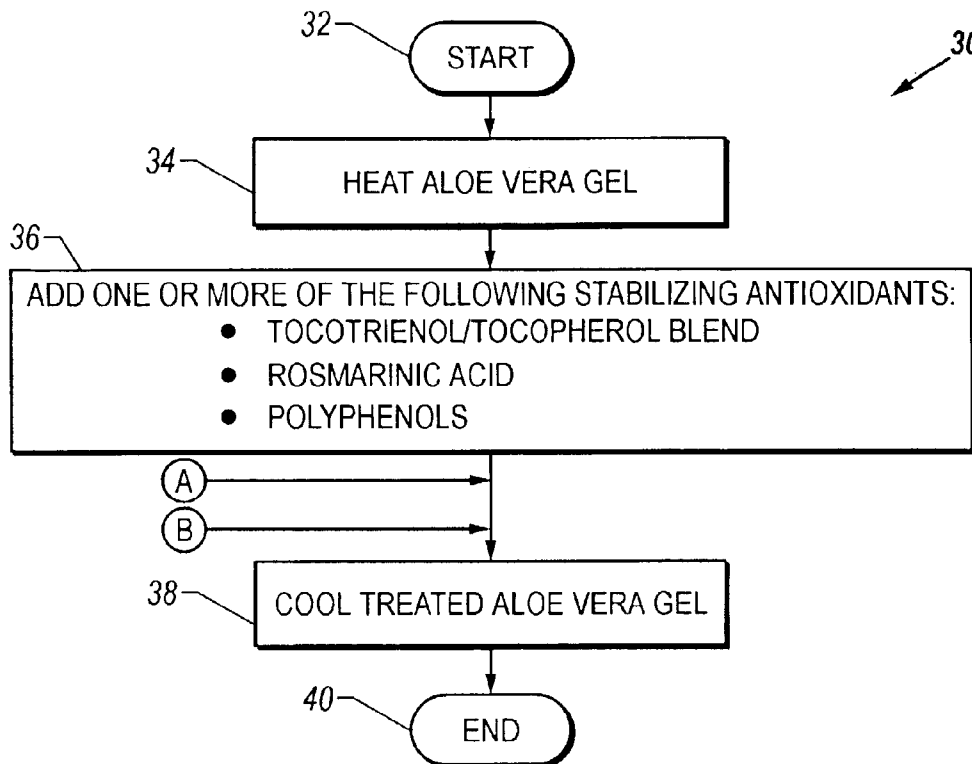 32
START
30
34
HEAT ALOE VERA GEL
36
ADD ONE OR MORE OF THE FOLLOWING STABILIZING ANTIOXIDANTS:
● TOCOTRIENOL/TOCOPHEROL BLEND
● ROSMARINIC ACID
● POLYPHENOLS
A
B
38
COOL TREATED ALOE VERA GEL
40
END